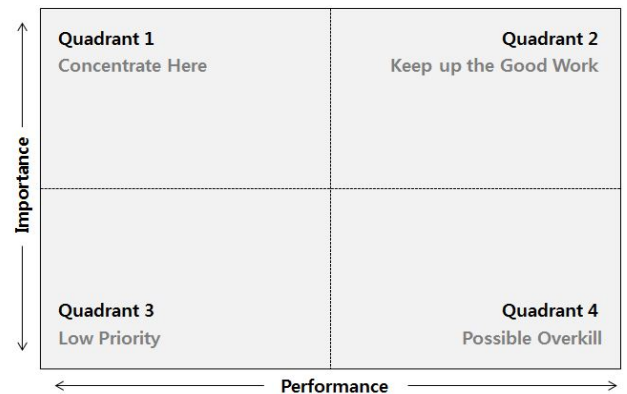 Quadrant 1
Concentrate Here
Quadrant 2
Keep up the Good Work
Importance
Quadrant 3
Low Priority
Quadrant 4
Possible Overkill
Performance